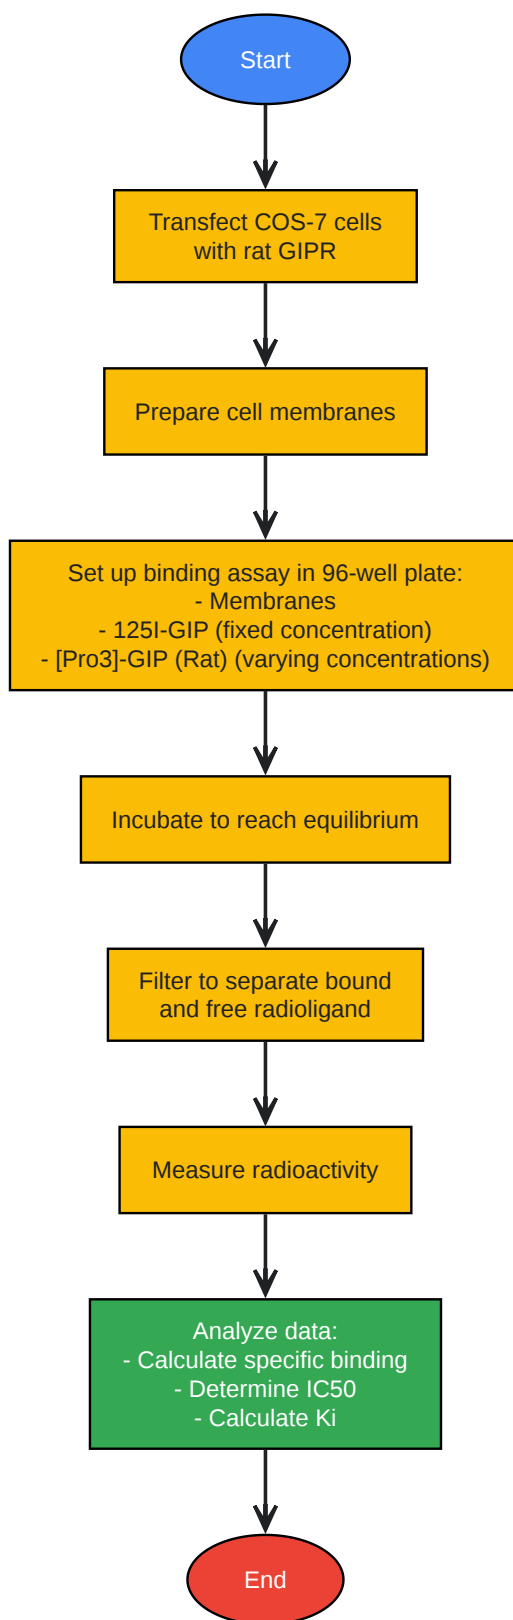 Start
Transfect COS-7 cells
with rat GIPR
Prepare cell membranes
Set up binding assay in 96-well plate:
- Membranes
- 125I-GIP (fixed concentration)
- [Pro3]-GIP (Rat) (varying concentrations)
Incubate to reach equilibrium
Filter to separate bound
and free radioligand
Measure radioactivity
Analyze data:
- Calculate specific binding
- Determine IC50
- Calculate Ki
End